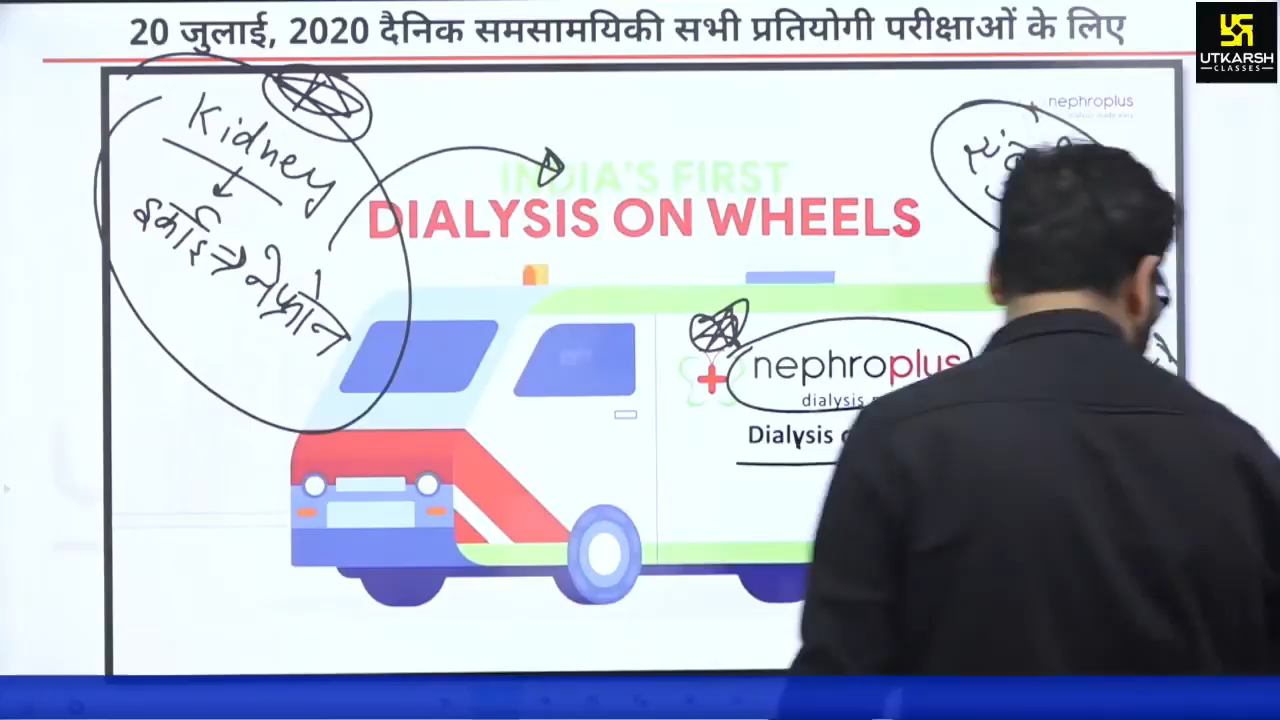 20 जुलाई, 2020 दैनिक समसामयिकी सभी प्रतियोगी परीक्षाओं के लिए
UTKARSH
CLASSES
nephroplus
Kidney
इकाई ⇒ नेफ्रोन
INDIA'S FIRST
DIALYSIS ON WHEELS
nephroplus
dialysis
Dialysis